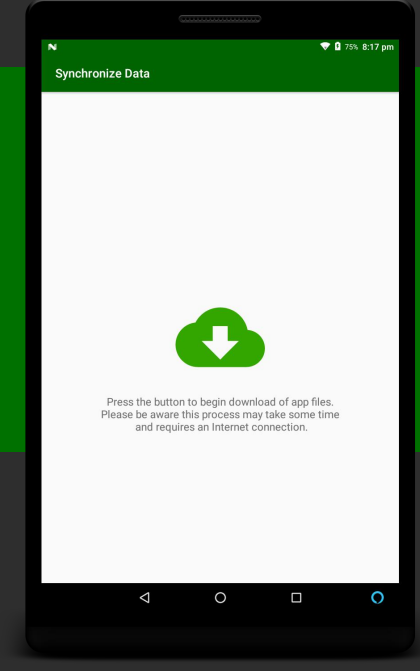 75% 8:17 pm
Synchronize Data
Press the button to begin download of app files.
Please be aware this process may take some time
and requires an Internet connection.